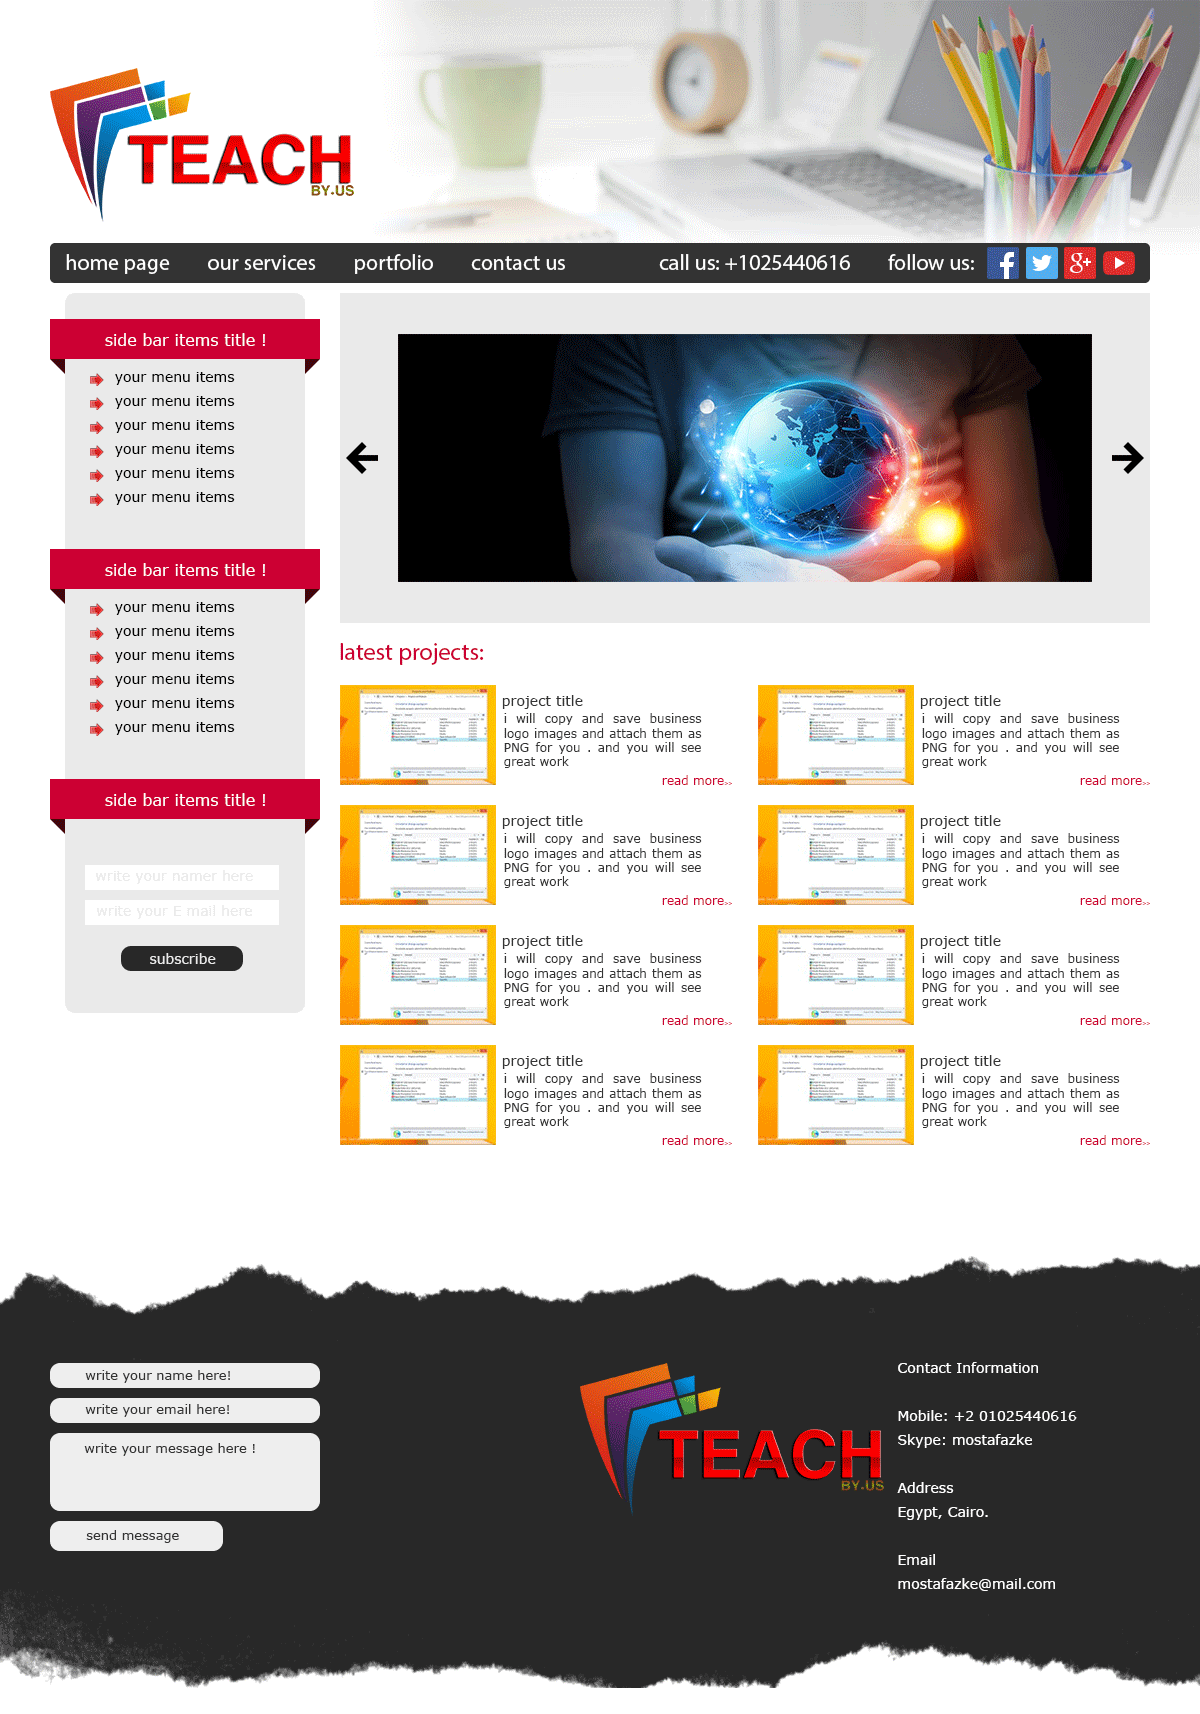 TEACH
BY.US
home page our services portfolio contact us call us: +1025440616 follow us:
side bar items title !
your menu items
your menu items
your menu items
your menu items
your menu items
your menu items
side bar items title !
your menu items
your menu items
your menu items
your menu items
your menu items
your menu items
side bar items title !
write your namer here
write your E mail here
subscribe
latest projects:
project title
i will copy and save business
logo images and attach them as
PNG for you . and you will see
great work
read more>>
project title
i will copy and save business
logo images and attach them as
PNG for you . and you will see
great work
read more>>
project title
i will copy and save business
logo images and attach them as
PNG for you . and you will see
great work
read more>>
project title
i will copy and save business
logo images and attach them as
PNG for you . and you will see
great work
read more>>
project title
i will copy and save business
logo images and attach them as
PNG for you . and you will see
great work
read more>>
project title
i will copy and save business
logo images and attach them as
PNG for you . and you will see
great work
read more>>
project title
i will copy and save business
logo images and attach them as
PNG for you . and you will see
great work
read more>>
project title
i will copy and save business
logo images and attach them as
PNG for you . and you will see
great work
read more>>
write your name here!
write your email here!
write your message here !
send message
TEACH
BY.US
Contact Information
Mobile: +2 01025440616
Skype: mostafazke
Address
Egypt, Cairo.
Email
mostafazke@mail.com